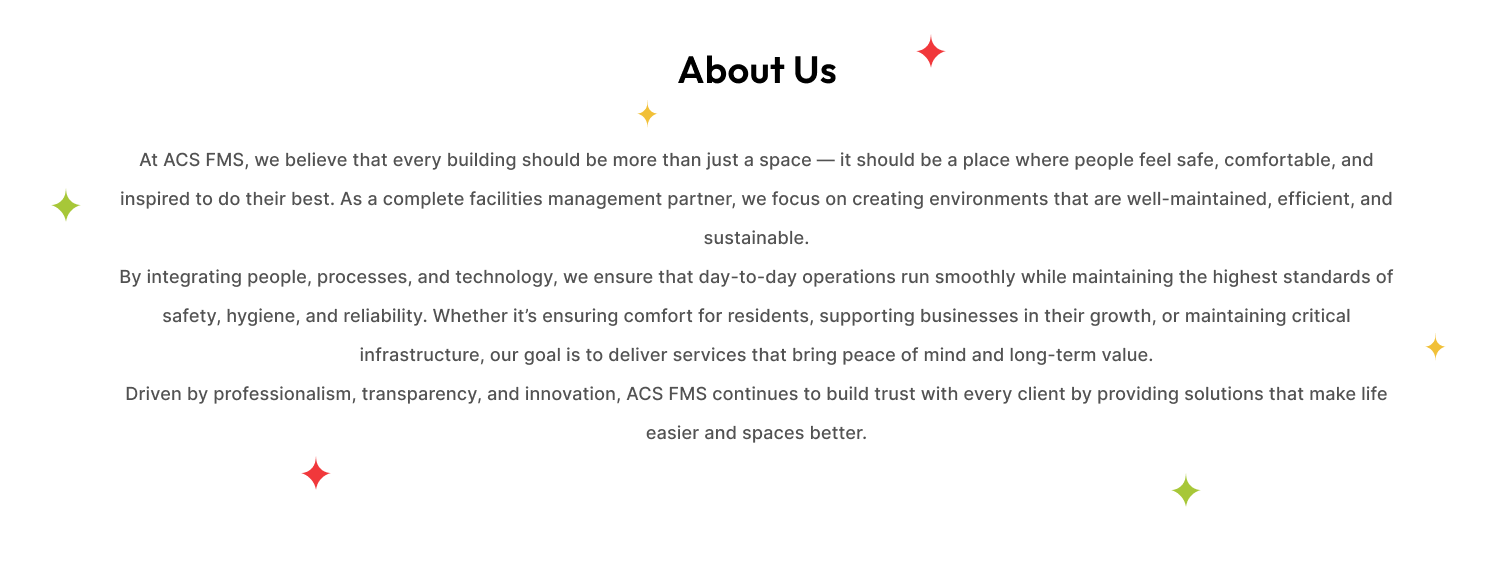 About Us
At ACS FMS, we believe that every building should be more than just a space — it should be a place where people feel safe, comfortable, and
inspired to do their best. As a complete facilities management partner, we focus on creating environments that are well-maintained, efficient, and
sustainable.
By integrating people, processes, and technology, we ensure that day-to-day operations run smoothly while maintaining the highest standards of
safety, hygiene, and reliability. Whether it’s ensuring comfort for residents, supporting businesses in their growth, or maintaining critical
infrastructure, our goal is to deliver services that bring peace of mind and long-term value.
Driven by professionalism, transparency, and innovation, ACS FMS continues to build trust with every client by providing solutions that make life
easier and spaces better.